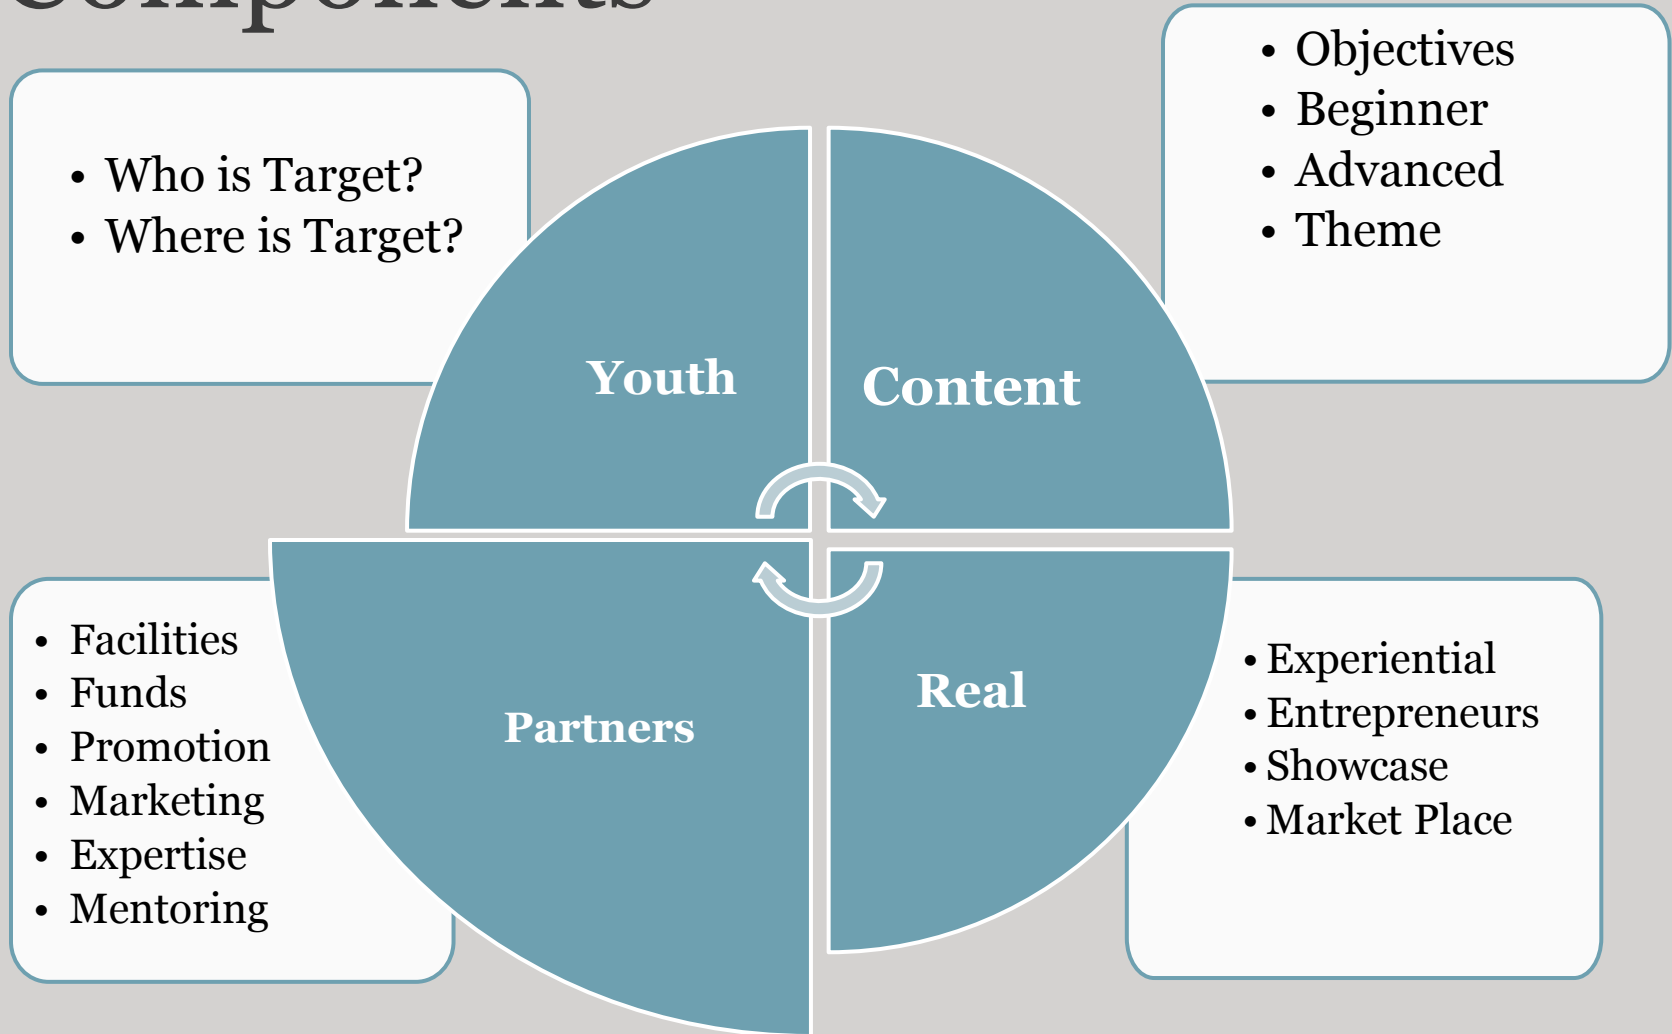 Components
• Who is Target?
• Where is Target?
• Objectives
• Beginner
• Advanced
• Theme
Youth
Content
• Facilities
• Funds
• Promotion
• Marketing
• Expertise
• Mentoring
Partners
Real
• Experiential
• Entrepreneurs
• Showcase
• Market Place